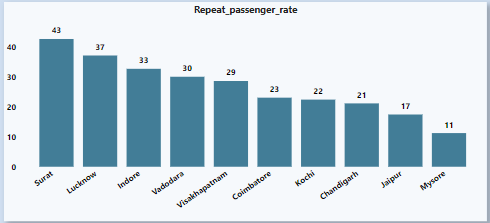 Repeat_passenger_rate
43
37
33
30
29
23
22
21
17
11
40
30
20
10
0
Surat
Lucknow
Indore
Vadodara
Visakhapatnam
Coimbatore
Kochi
Chandigarh
Jaipur
Mysore